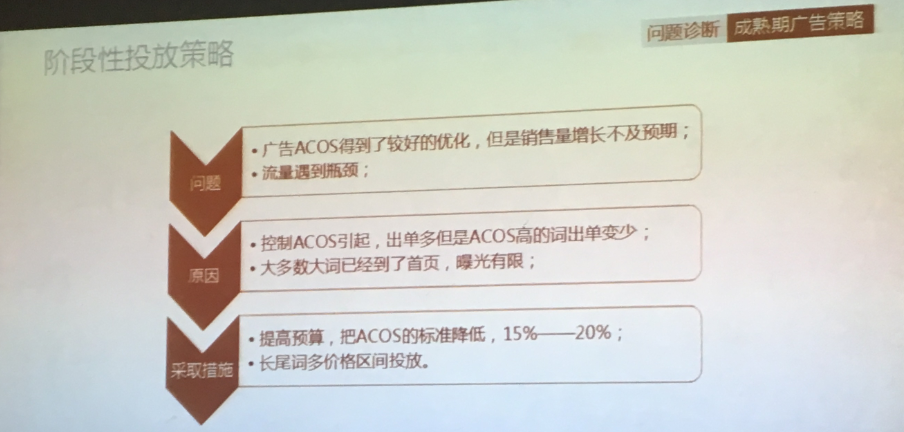 阶段性投放策略
问题诊断 成熟期广告策略
问题
• 广告ACOS得到了较好的优化，但是销售量增长不及预期；
• 流量遇到瓶颈；
原因
• 控制ACOS引起，出单多但是ACOS高的词出单变少；
• 大多数大词已经到了首页，曝光有限；
采取措施
• 提高预算，把ACOS的标准降低，15%——20%；
• 长尾词多价格区间投放。